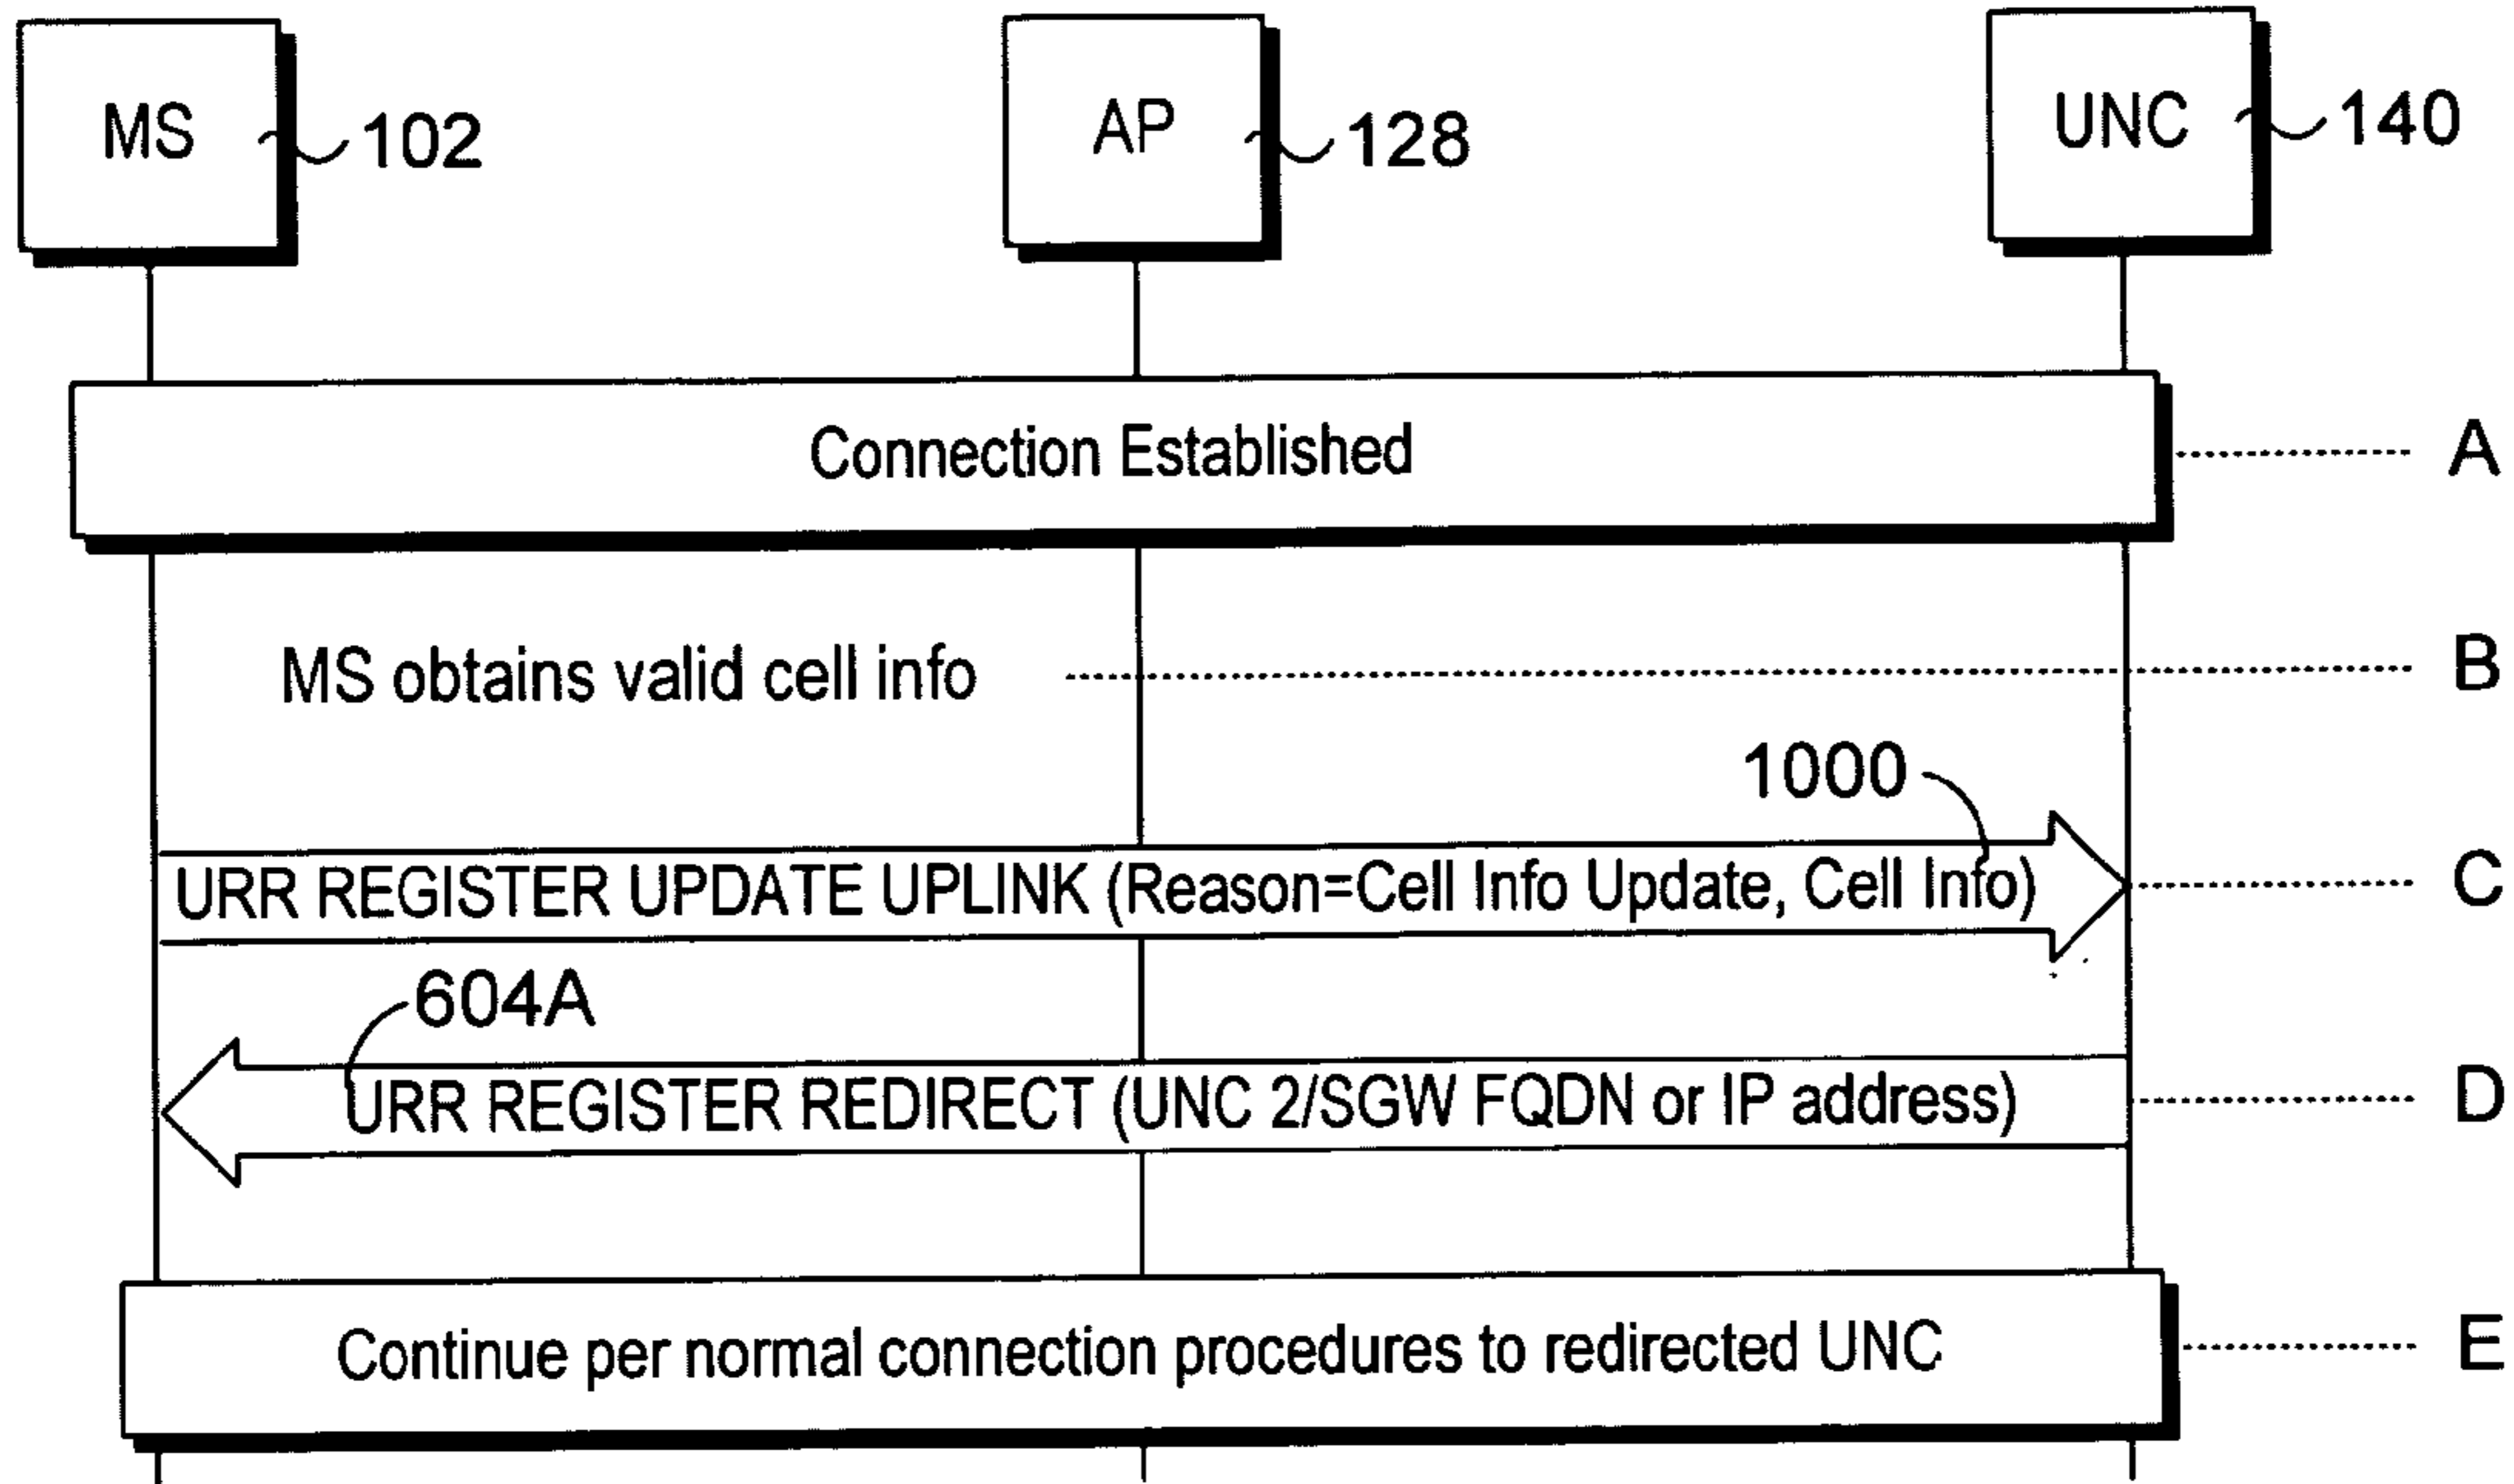 MS 102 AP 128 UNC 140
Connection Established A
MS obtains valid cell info B
1000
URR REGISTER UPDATE UPLINK (Reason=Cell Info Update, Cell Info) C
604A
URR REGISTER REDIRECT (UNC 2/SGW FQDN or IP address) D
Continue per normal connection procedures to redirected UNC E